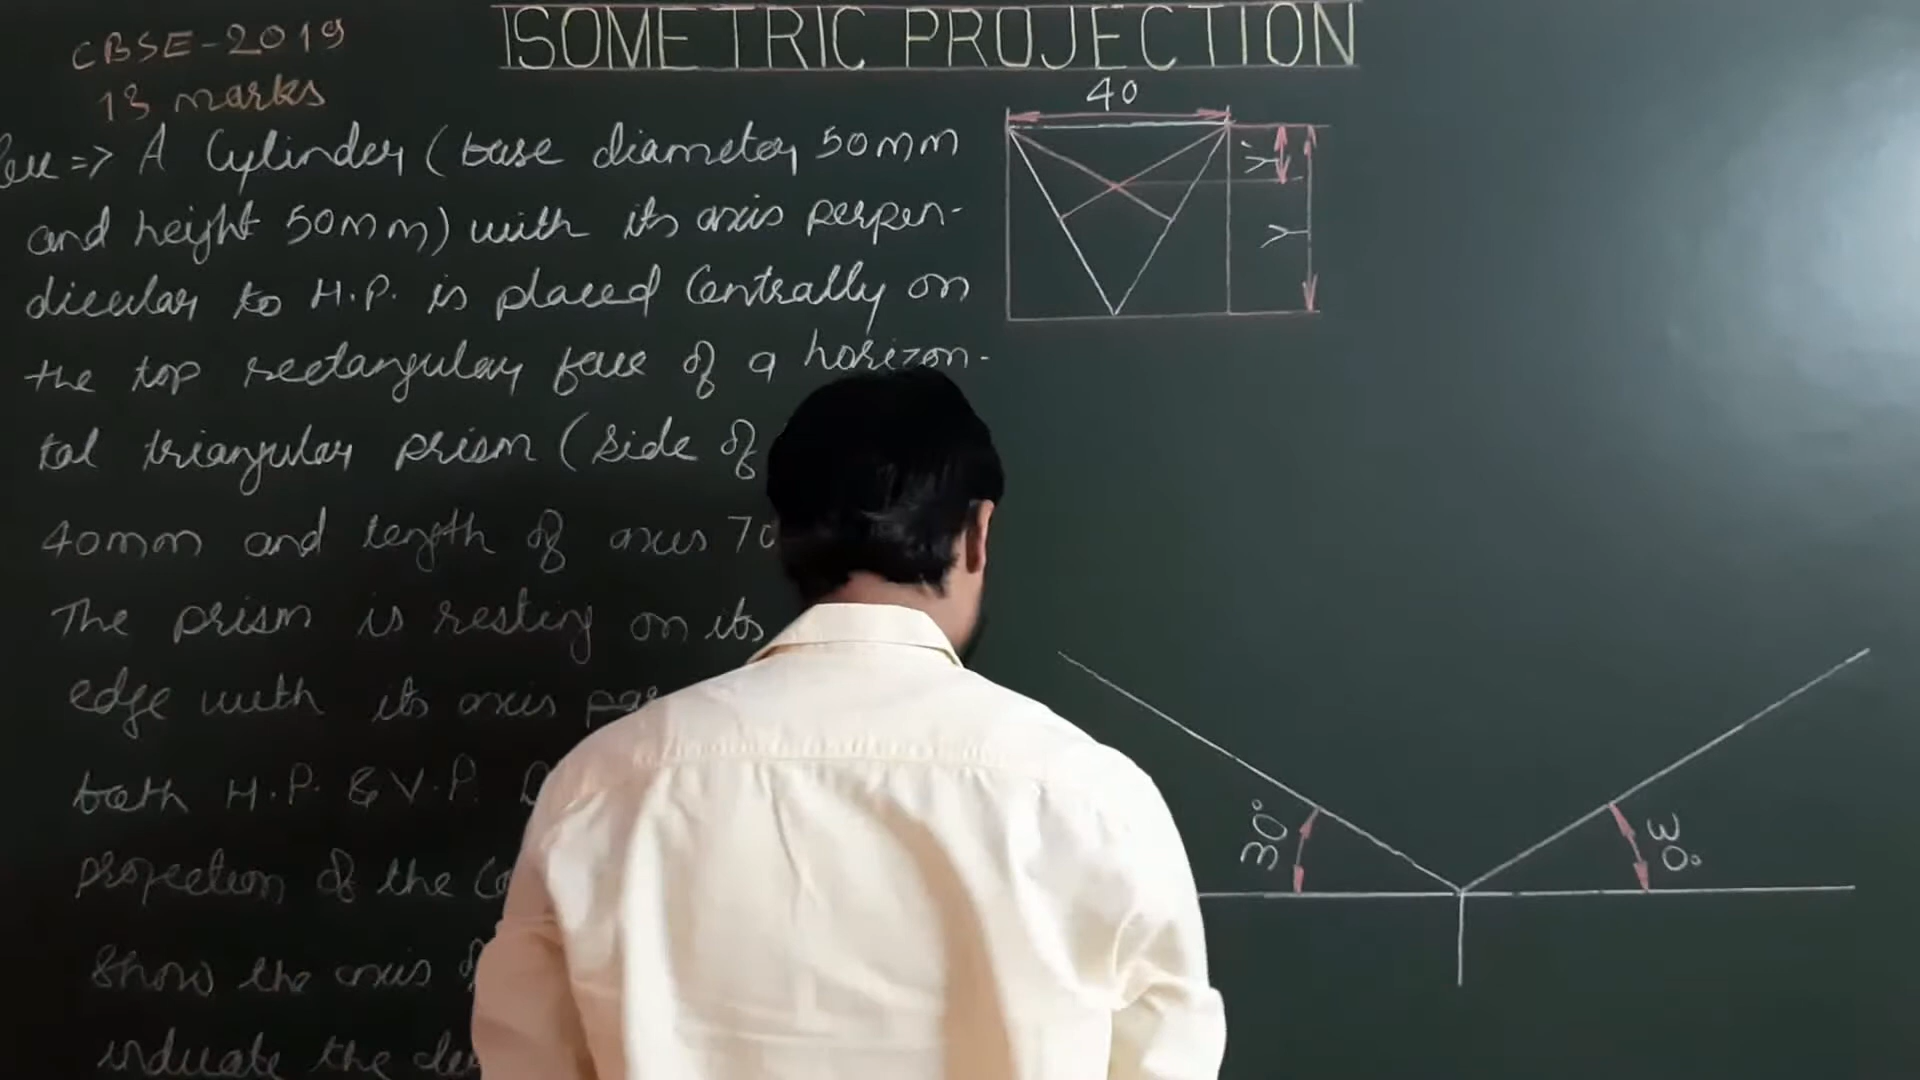 CBSE-2019
13 marks
ISOMETRIC PROJECTION
40
=> A Cylinder (base diameter 50mm
and height 50mm) with its axis perpen-
dicular to H.P. is placed Centrally on
the top rectangular face of a horizon-
tal triangular prism (side of
40mm and length of axis 70
The prism is resting on its
edge with its axis
both H.P. & V.P.
projection of the
Show the axis
indicate the
Y'
Y
30°
30°